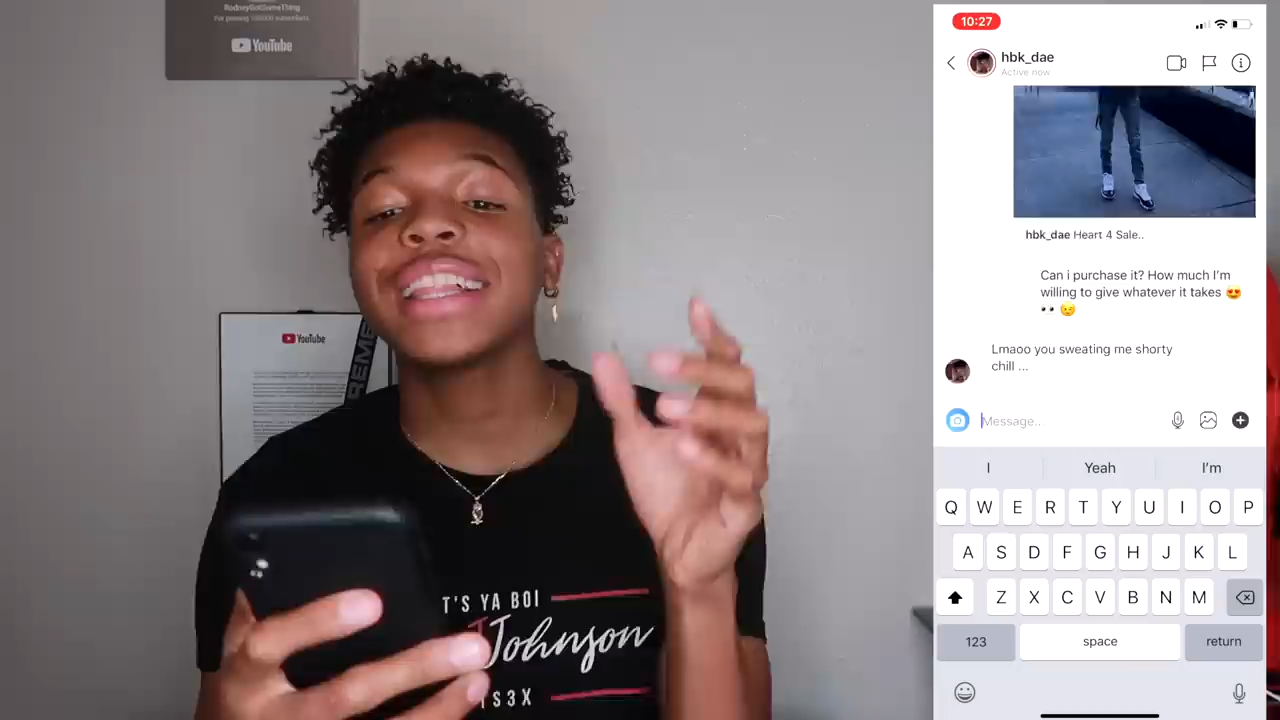 RodneyGotSomeThing
YouTube
YouTube
T'S YA BOI
Johnson
10:27
hbk_dae
Active now
hbk_dae Heart 4 Sale..
Can i purchase it? How much I'm
willing to give whatever it takes 😍
👀 😉
Lmaoo you sweating me shorty
chill ...
Message...
I Yeah I'm
Q W E R T Y U I O P
A S D F G H J K L
Z X C V B N M
123 space return